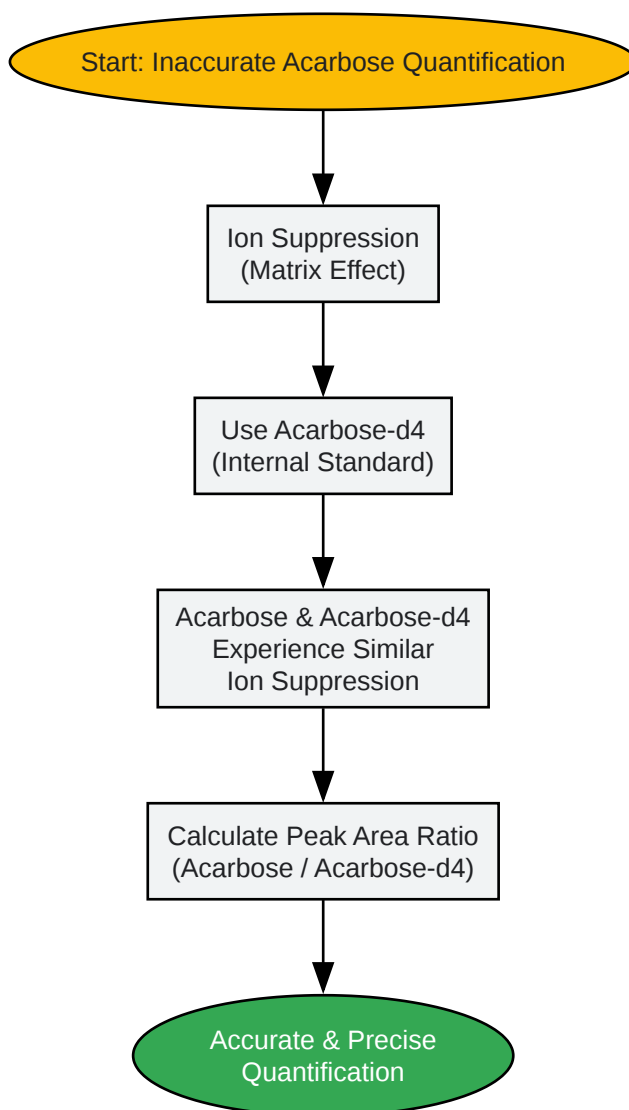 Start: Inaccurate Acarbose Quantification
Ion Suppression
(Matrix Effect)
Use Acarbose-d4
(Internal Standard)
Acarbose & Acarbose-d4
Experience Similar
Ion Suppression
Calculate Peak Area Ratio
(Acarbose / Acarbose-d4)
Accurate & Precise
Quantification